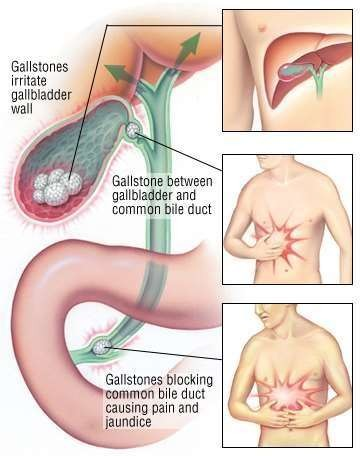 Gallstones
irritate
gallbladder
wall
Gallstone between
gallbladder and
common bile duct
Gallstones blocking
common bile duct
causing pain and
jaundice